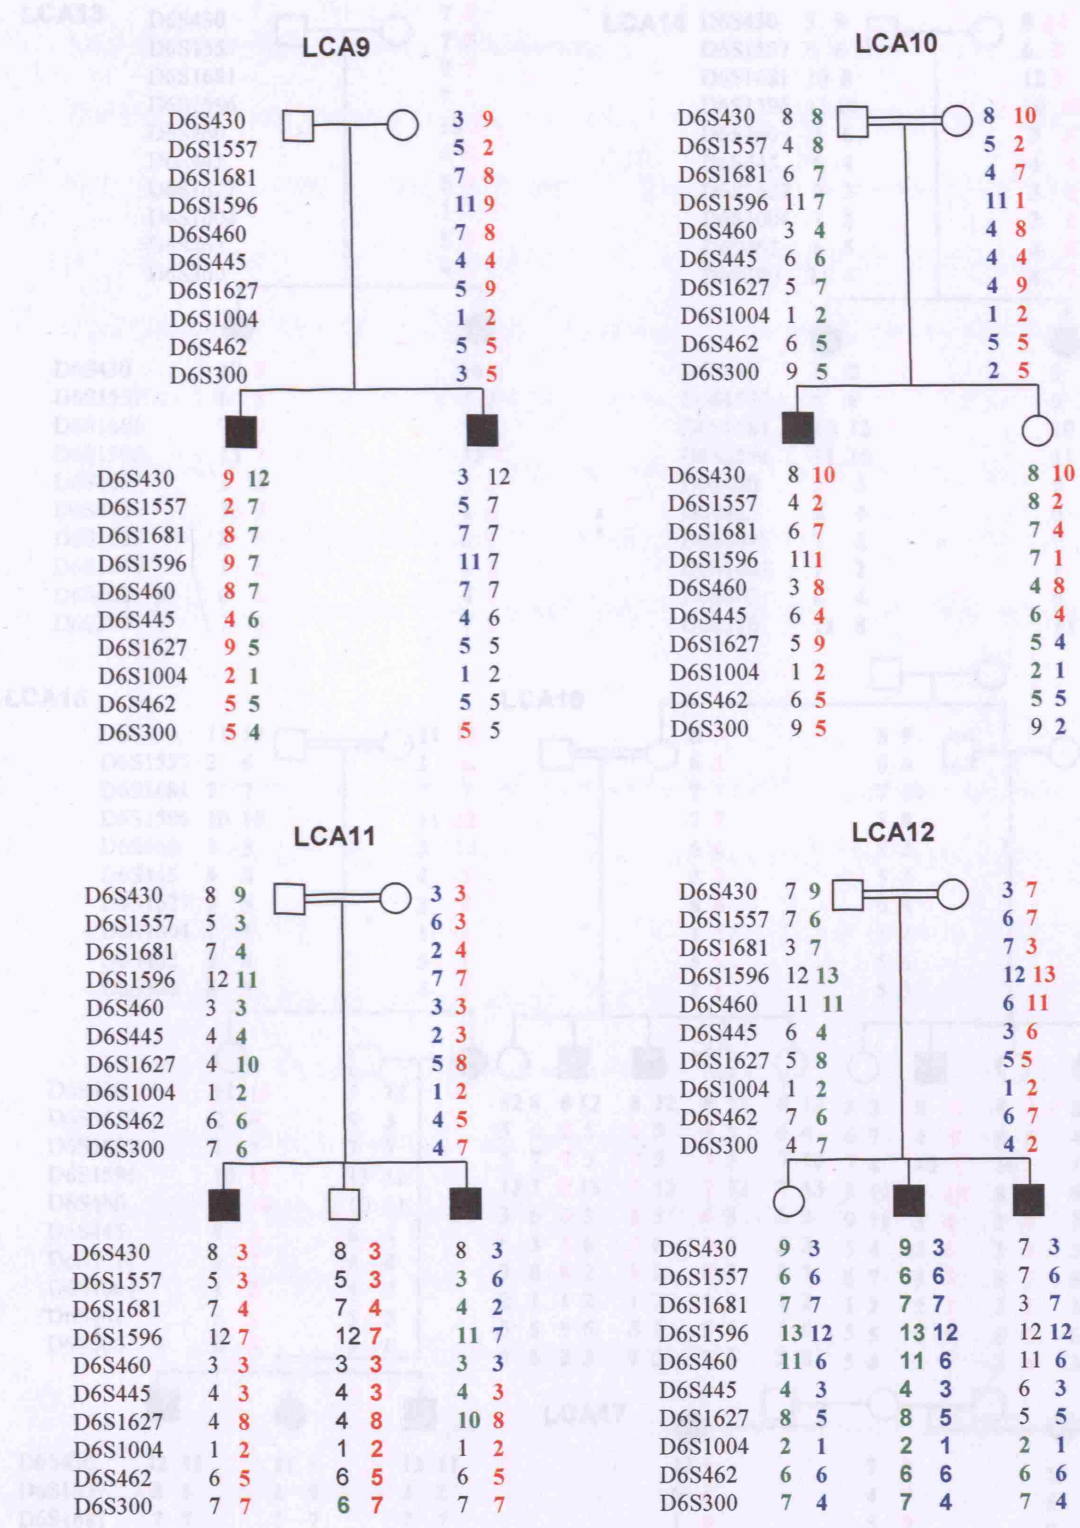 LCA9
D6S430 3 9
D6S1557 5 2
D6S1681 7 8
D6S1596 11 9
D6S460 7 8
D6S445 4 4
D6S1627 5 9
D6S1004 1 2
D6S462 5 5
D6S300 3 5
D6S430 9 12 3 12
D6S1557 2 7 5 7
D6S1681 8 7 7 7
D6S1596 9 7 11 7
D6S460 8 7 7 7
D6S445 4 6 4 6
D6S1627 9 5 5 5
D6S1004 2 1 1 2
D6S462 5 5 5 5
D6S300 5 4 5 5
LCA10
D6S430 8 8 8 10
D6S1557 4 8 5 2
D6S1681 6 7 4 7
D6S1596 11 7 11 1
D6S460 3 4 4 8
D6S445 6 6 4 4
D6S1627 5 7 4 9
D6S1004 1 2 1 2
D6S462 6 5 5 5
D6S300 9 5 2 5
D6S430 8 10 8 10
D6S1557 4 2 8 2
D6S1681 6 7 7 4
D6S1596 11 1 7 1
D6S460 3 8 4 8
D6S445 6 4 6 4
D6S1627 5 9 5 4
D6S1004 1 2 2 1
D6S462 6 5 5 5
D6S300 9 5 9 2
LCA11
D6S430 8 9 3 3
D6S1557 5 3 6 3
D6S1681 7 4 2 4
D6S1596 12 11 7 7
D6S460 3 3 3 3
D6S445 4 4 2 3
D6S1627 4 10 5 8
D6S1004 1 2 1 2
D6S462 6 6 4 5
D6S300 7 6 4 7
D6S430 8 3 8 3 8 3
D6S1557 5 3 5 3 3 6
D6S1681 7 4 7 4 4 2
D6S1596 12 7 12 7 11 7
D6S460 3 3 3 3 3 3
D6S445 4 3 4 3 4 3
D6S1627 4 8 4 8 10 8
D6S1004 1 2 1 2 1 2
D6S462 6 5 6 5 6 5
D6S300 7 7 6 7 7 7
LCA12
D6S430 7 9 3 7
D6S1557 7 6 6 7
D6S1681 3 7 7 3
D6S1596 12 13 12 13
D6S460 11 11 6 11
D6S445 6 4 3 6
D6S1627 5 8 5 5
D6S1004 1 2 1 2
D6S462 7 6 6 7
D6S300 4 7 4 2
D6S430 9 3 9 3 7 3
D6S1557 6 6 6 6 7 6
D6S1681 7 7 7 7 3 7
D6S1596 13 12 13 12 12 12
D6S460 11 6 11 6 11 6
D6S445 4 3 4 3 6 3
D6S1627 8 5 8 5 5 5
D6S1004 2 1 2 1 2 1
D6S462 6 6 6 6 6 6
D6S300 7 4 7 4 7 4